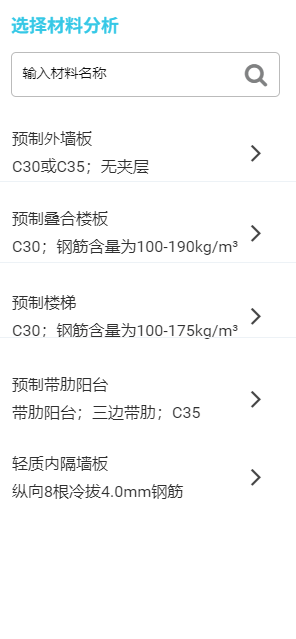 选择材料分析
输入材料名称
预制外墙板
C30或C35；无夹层
预制叠合楼板
C30；钢筋含量为100-190kg/m³
预制楼梯
C30；钢筋含量为100-175kg/m³
预制带肋阳台
带肋阳台；三边带肋；C35
轻质内隔墙板
纵向8根冷拔4.0mm钢筋